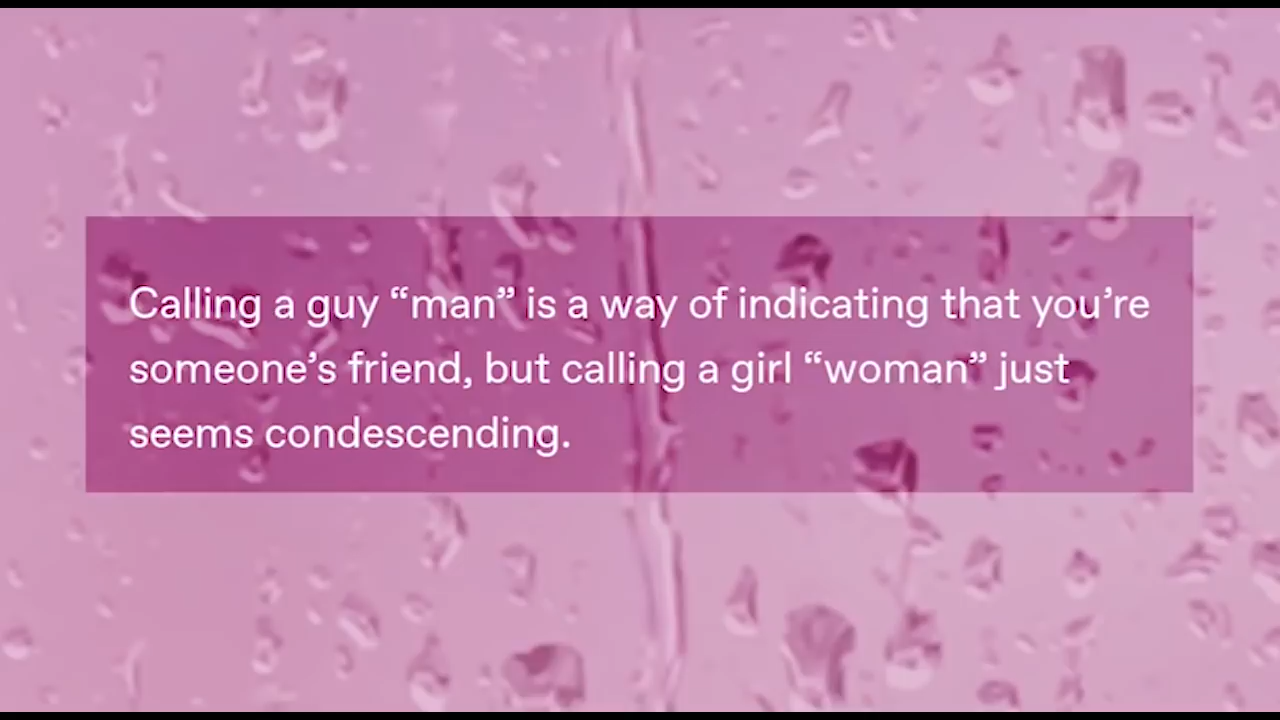 Calling a guy “man” is a way of indicating that you’re
someone’s friend, but calling a girl “woman” just
seems condescending.